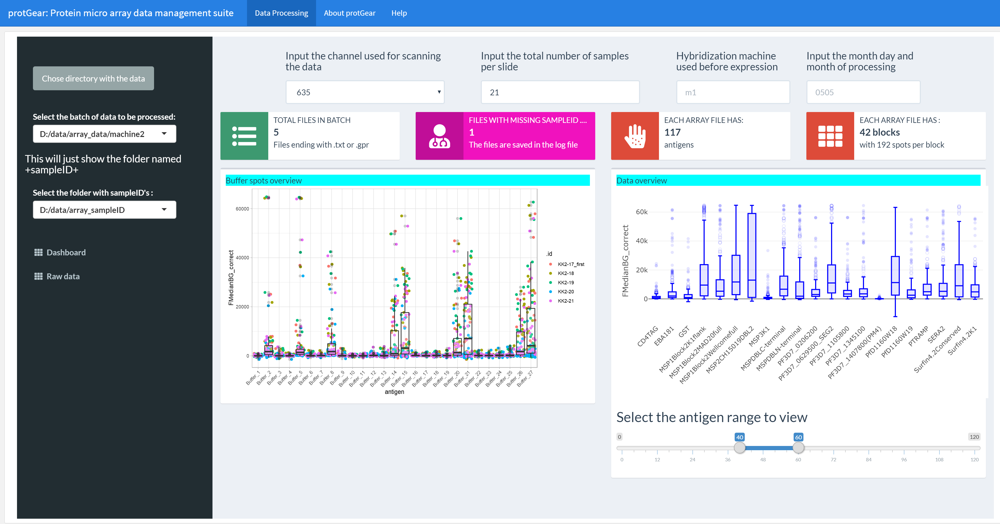 protGear: Protein micro array data management suite
Data Processing
About protGear
Help
Chose directory with the data
Select the batch of data to be processed:
D:/data/array_data/machine2
This will just show the folder named
+sampleID+
Select the folder with sampleID's :
D:/data/array_sampleID
Dashboard
Raw data
Input the channel used for scanning
the data
635
Input the total number of samples
per slide
21
Hybridization machine
used before expression
m1
Input the month day and
month of processing
0505
TOTAL FILES IN BATCH
5
Files ending with .txt or .gpr
FILES WITH MISSING SAMPLEID ....
1
The files are saved in the log file
EACH ARRAY FILE HAS:
117
antigens
EACH ARRAY FILE HAS :
42 blocks
with 192 spots per block
Buffer spots overview
FMedianBG_correct
60000
40000
20000
0
Buffer_1
Buffer_2
Buffer_3
Buffer_4
Buffer_5
Buffer_6
Buffer_7
Buffer_8
Buffer_9
Buffer_10
Buffer_11
Buffer_12
Buffer_13
Buffer_14
Buffer_15
Buffer_16
Buffer_17
Buffer_18
Buffer_19
Buffer_20
Buffer_21
Buffer_22
Buffer_23
Buffer_24
Buffer_25
Buffer_26
Buffer_27
antigen
.id
KK2-17_first
KK2-18
KK2-19
KK2-20
KK2-21
Data overview
FMedianBG_correct
60k
40k
20k
0
CD4TAG
EBA181
GST
MSP1Block2K1flank
MSP1Block2MAD20full
MSP1Block2Wellcomefull
MSP2CH15019DBL2
MSP3K1
MSPDBLC-terminal
MSPDBLN-terminal
PF3D7_0206200
PF3D7_0629500_SEG2
PF3D7_1105800
PF3D7_1345100
PF3D7_1407800(PM4)
PfD1160W18
PfD1160W19
PTRAMP
SERA2
Surfin4.2Conserved
Surfin4.2K1
Select the antigen range to view
0
40
60
120
0
12
24
36
48
60
72
84
96
108
120